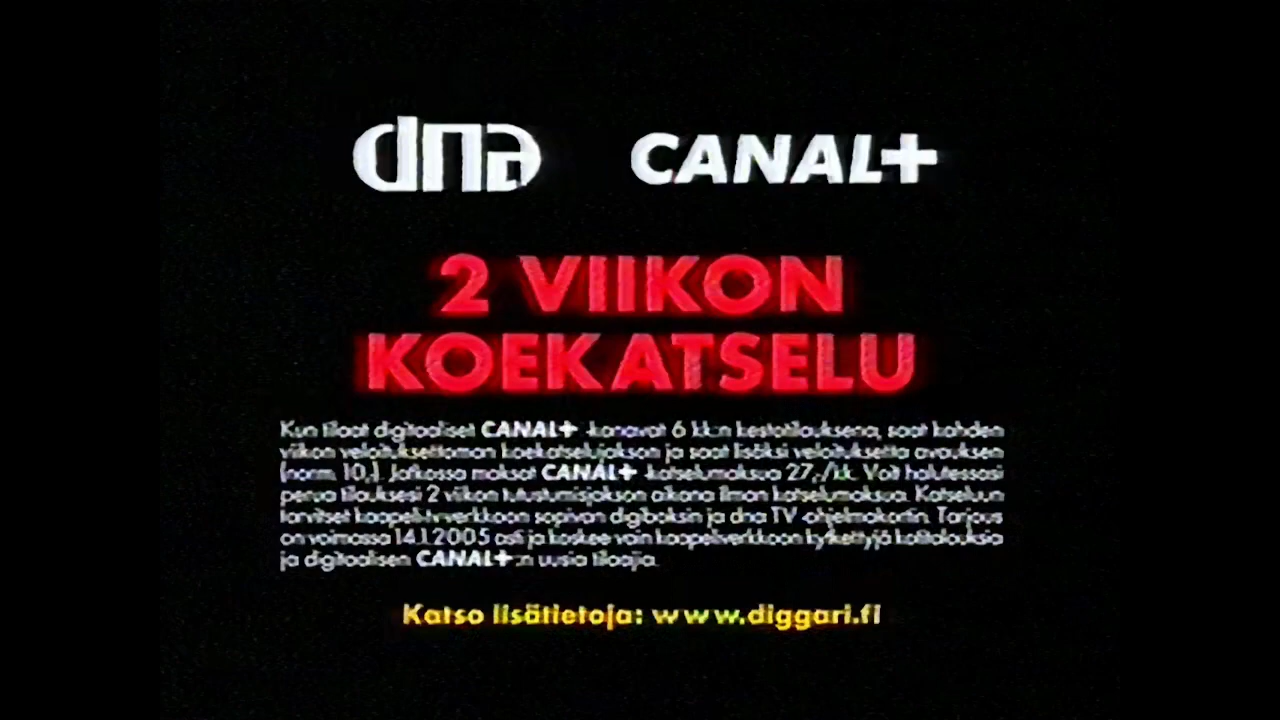 dna CANAL+
2 VIIKON
KOEKATSELU
Kun tilaat digitaaliset CANAL+ -kanavat 6 kk:n kestotilauksena, saat kahden
viikon veloituksettoman koekatselujakson ja saat lisäksi veloituksetta avauksen
(norm. 10,-). Jatkossa maksat CANAL+ -katselumaksua 27,-/kk. Voit halutessasi
perua tilauksesi 2 viikon tutustumisjakson aikana ilman katselumaksua. Katseluun
tarvitset kaapeli-tv-verkkoon sopivan digiboksin ja dna TV -ohjelmakortin. Tarjous
on voimassa 14.1.2005 asti ja koskee vain kaapeliverkkoon kytkettyjä kotitalouksia
ja digitaalisen CANAL+:n uusia tilaajia.
Katso lisätietoja: www.diggari.fi